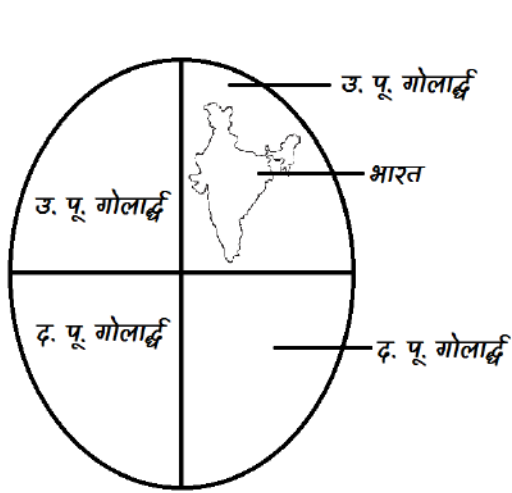 उ. पू. गोलार्द्ध
भारत
उ. पू. गोलार्द्ध
द. पू. गोलार्द्ध
द. पू. गोलार्द्ध